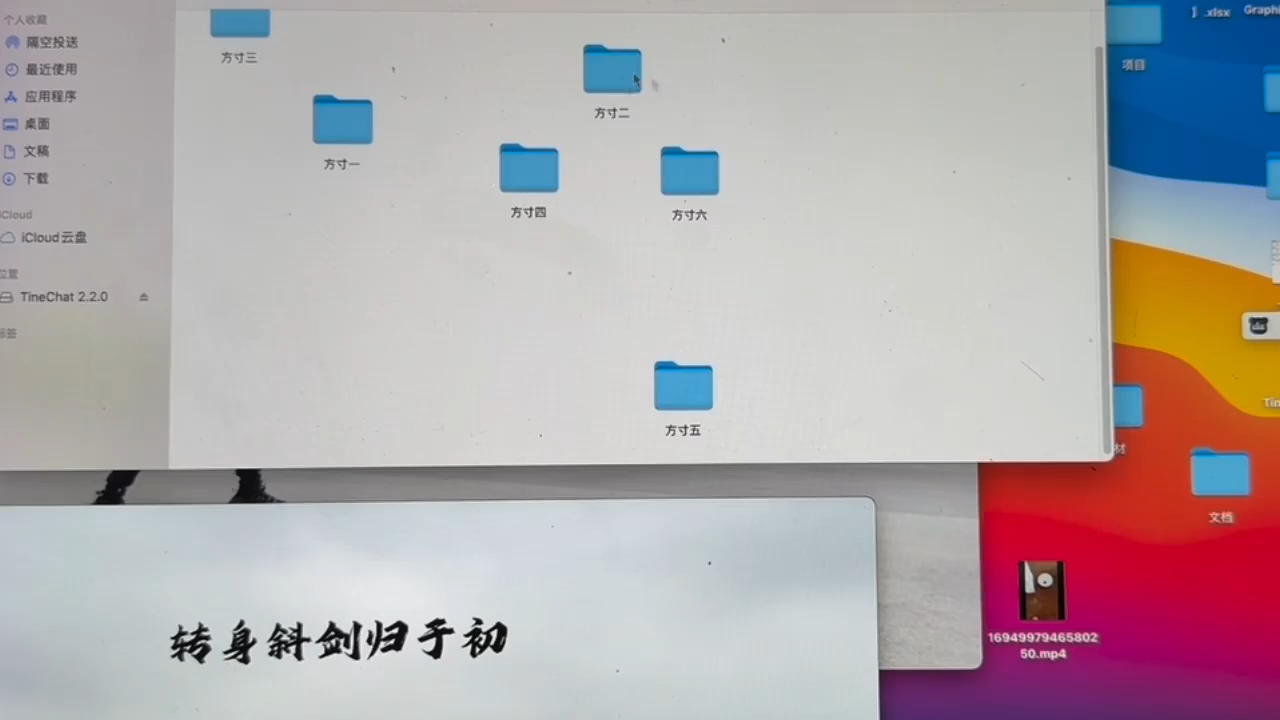 个人收藏
隔空投送
最近使用
应用程序
桌面
文稿
下载
iCloud
iCloud云盘
位置
TineChat 2.2.0
标签
方寸三
方寸二
方寸一
方寸四
方寸六
方寸五
.xlsx
项目
材
文档
16949979465802
50.mp4
转身斜剑归于初